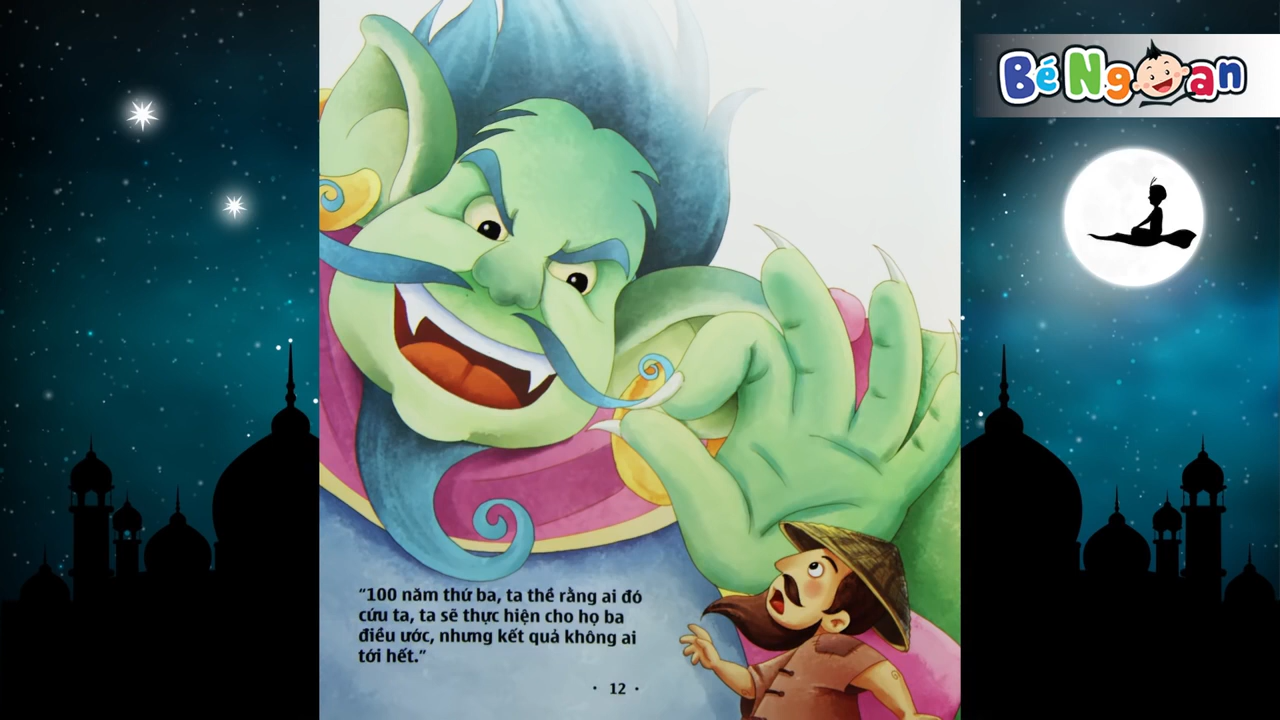 Bé Ngoan
"100 năm thứ ba, ta thề rằng ai đó
cứu ta, ta sẽ thực hiện cho họ ba
điều ước, nhưng kết quả không ai
tới hết."
· 12 ·